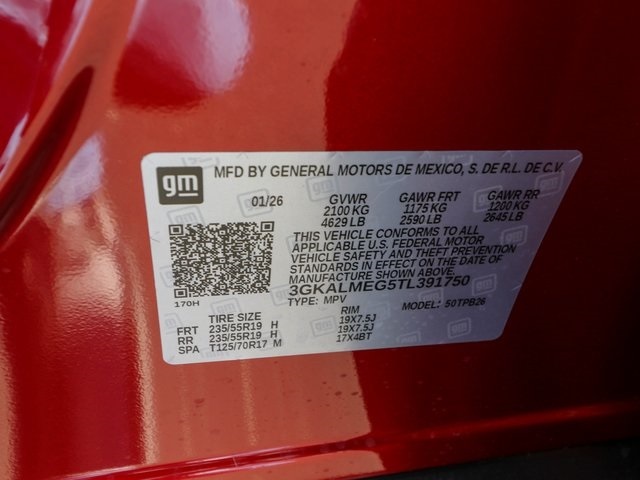 gm
MFD BY GENERAL MOTORS DE MEXICO, S. DE R.L. DE C.V.
01/26 GVWR GAWR FRT GAWR RR
2100 KG 1175 KG 1200 KG
4629 LB 2590 LB 2645 LB
THIS VEHICLE CONFORMS TO ALL
APPLICABLE U.S. FEDERAL MOTOR
VEHICLE SAFETY AND THEFT PREVENTION
STANDARDS IN EFFECT ON THE DATE OF
MANUFACTURE SHOWN ABOVE.
3GKALMEG5TL391750
170H
TYPE: MPV MODEL: 50TPB26
TIRE SIZE RIM
FRT 235/55R19 H 19X7.5J
RR 235/55R19 H 19X7.5J
SPA T125/70R17 M 17X4BT